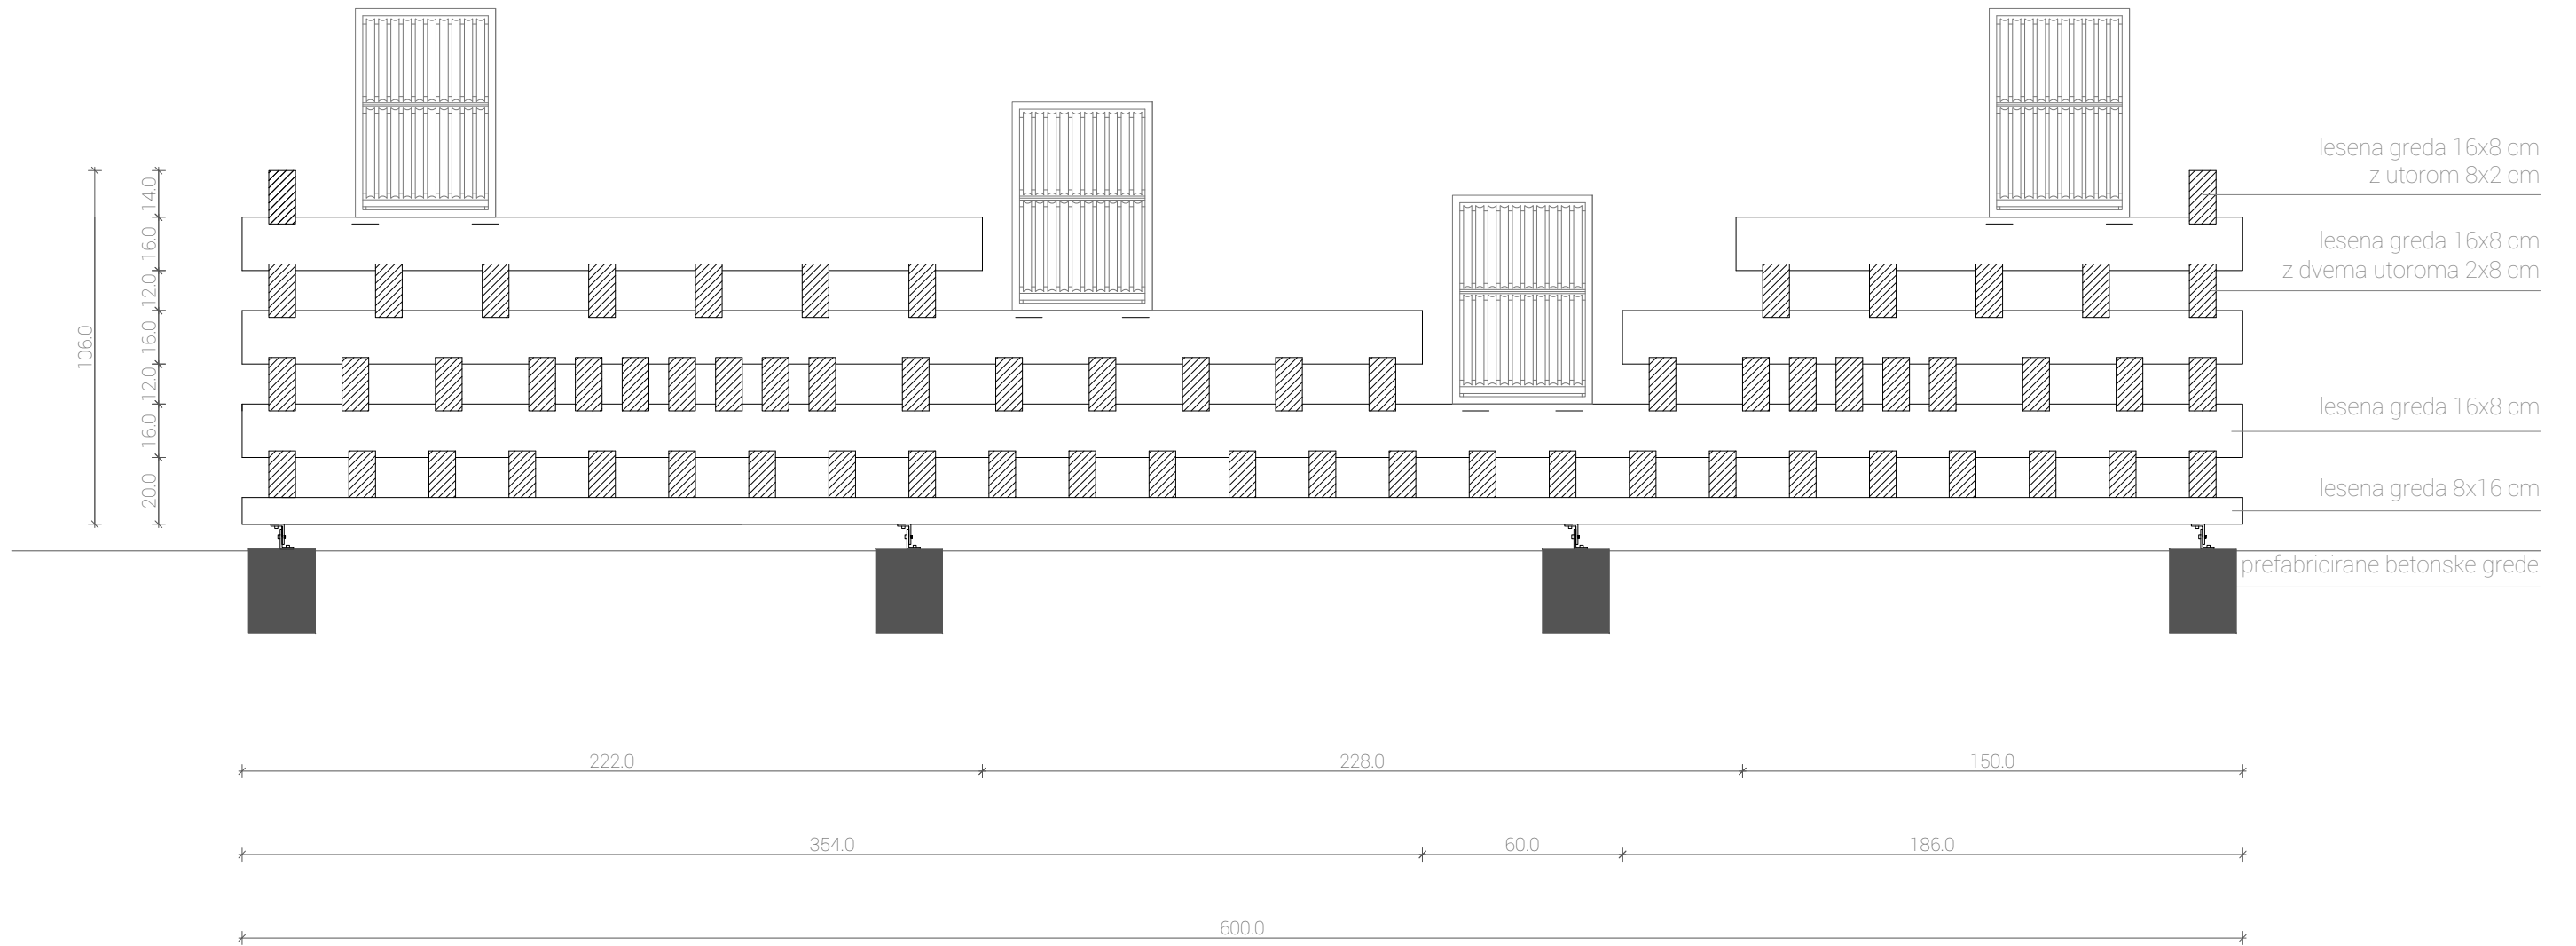 lesena greda 16x8 cm
z utorom 8x2 cm
lesena greda 16x8 cm
z dvema utoroma 2x8 cm
lesena greda 16x8 cm
lesena greda 8x16 cm
prefabricirane betonske grede
106.0
14.0
16.0
12.0
16.0
12.0
16.0
20.0
222.0
228.0
150.0
354.0
60.0
186.0
600.0